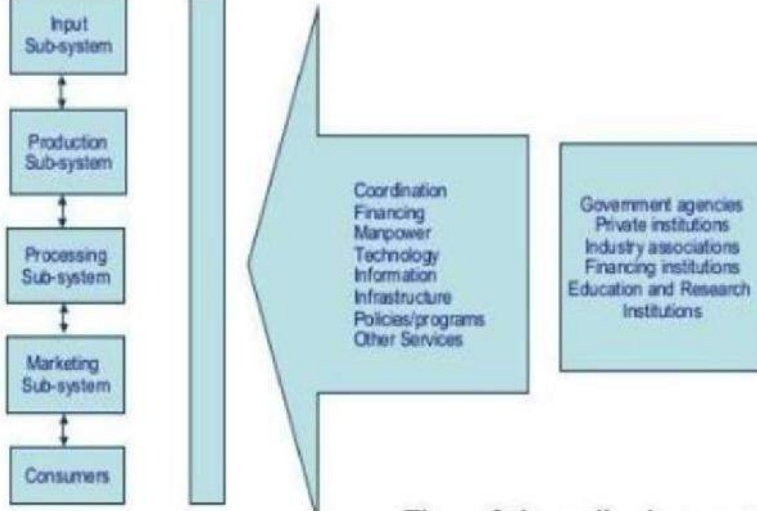 Input
Sub-system
Production
Sub-system
Processing
Sub-system
Marketing
Sub-system
Consumers
Coordination
Financing
Manpower
Technology
Information
Infrastructure
Policies/programs
Other Services
Government agencies
Private institutions
Industry associations
Financing institutions
Education and Research
Institutions